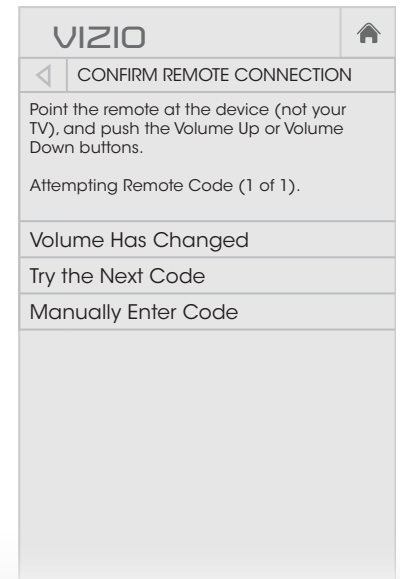 VIZIO
CONFIRM REMOTE CONNECTION
Point the remote at the device (not your
TV), and push the Volume Up or Volume
Down buttons.
Attempting Remote Code (1 of 1).
Volume Has Changed
Try the Next Code
Manually Enter Code